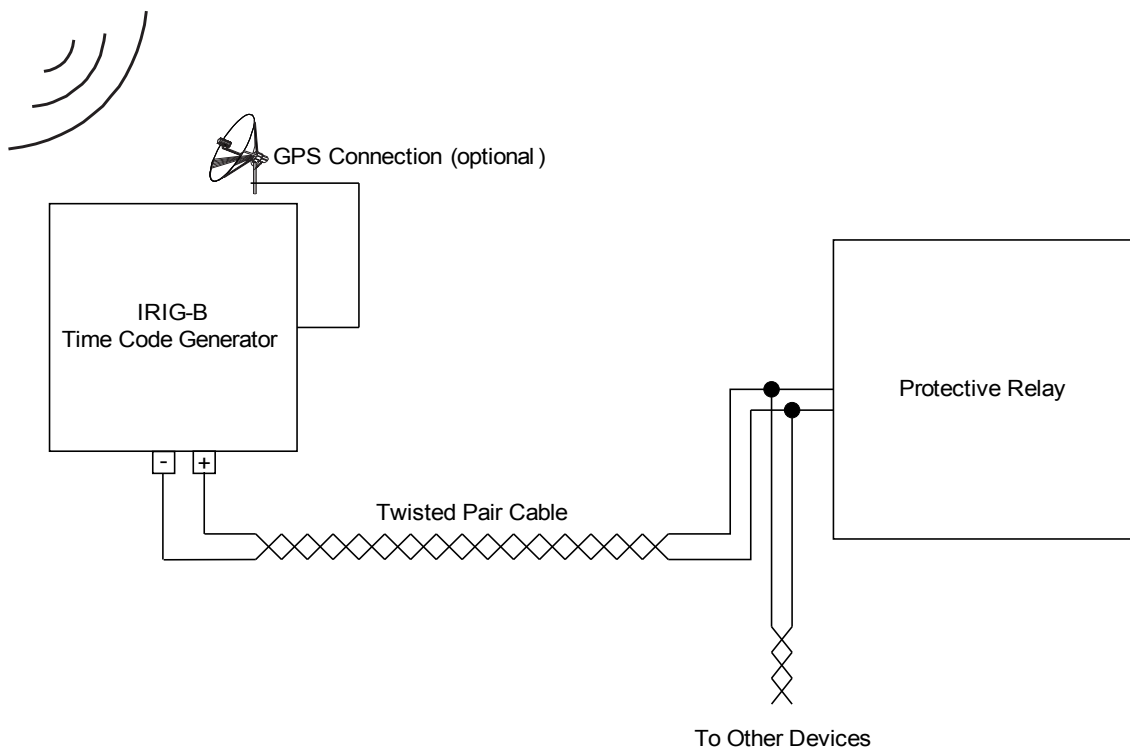 GPS Connection (optional)
IRIG-B
Time Code Generator
Protective Relay
- +
Twisted Pair Cable
To Other Devices